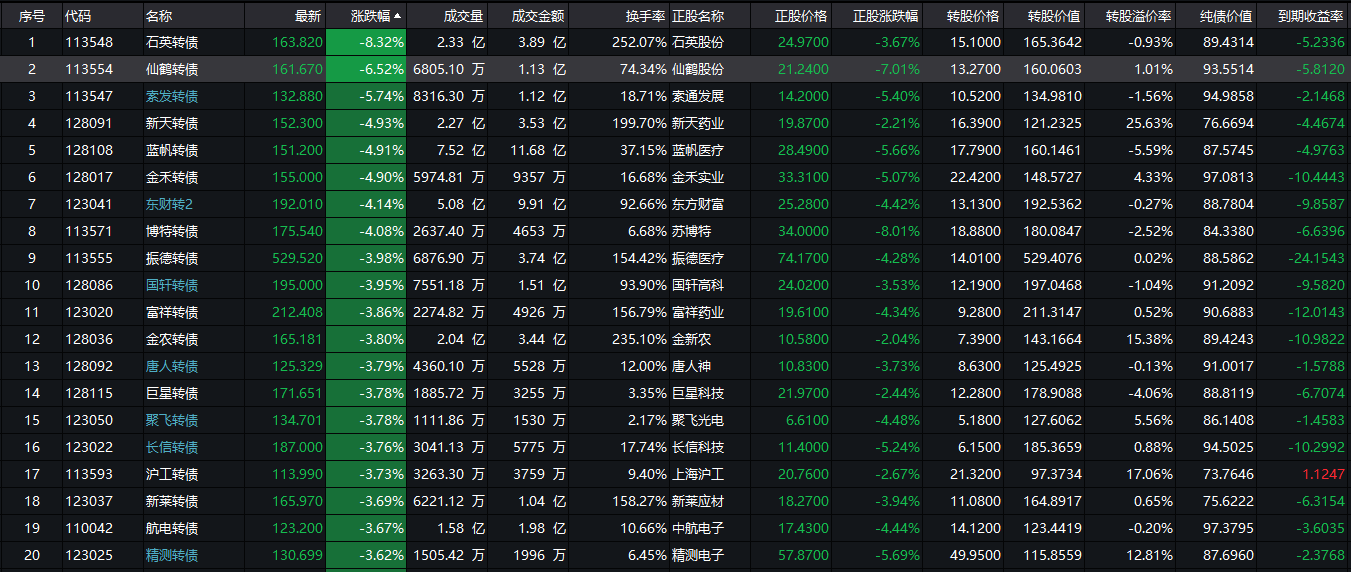 序号 代码 名称 最新 涨跌幅▲ 成交量 成交金额 换手率 正股名称 正股价格 正股涨跌幅 转股价格 转股价值 转股溢价率 纯债价值 到期收益率
1 113548 石英转债 163.820 -8.32% 2.33 亿 3.89 亿 252.07% 石英股份 24.9700 -3.67% 15.1000 165.3642 -0.93% 89.4314 -5.2336
2 113554 仙鹤转债 161.670 -6.52% 6805.10 万 1.13 亿 74.34% 仙鹤股份 21.2400 -7.01% 13.2700 160.0603 1.01% 93.5514 -5.8120
3 113547 索发转债 132.880 -5.74% 8316.30 万 1.12 亿 18.71% 索通发展 14.2000 -5.40% 10.5200 134.9810 -1.56% 94.9858 -2.1468
4 128091 新天转债 152.300 -4.93% 2.27 亿 3.53 亿 199.70% 新天药业 19.8700 -2.21% 16.3900 121.2325 25.63% 76.6694 -4.4674
5 128108 蓝帆转债 151.200 -4.91% 7.52 亿 11.68 亿 37.15% 蓝帆医疗 28.4900 -5.66% 17.7900 160.1461 -5.59% 87.5745 -4.9763
6 128017 金禾转债 155.000 -4.90% 5974.81 万 9357 万 16.68% 金禾实业 33.3100 -5.07% 22.4200 148.5727 4.33% 97.0813 -10.4443
7 123041 东财转2 192.010 -4.14% 5.08 亿 9.91 亿 92.66% 东方财富 25.2800 -4.42% 13.1300 192.5362 -0.27% 88.7804 -9.8587
8 113571 博特转债 175.540 -4.08% 2637.40 万 4653 万 6.68% 苏博特 34.0000 -8.01% 18.8800 180.0847 -2.52% 84.3380 -6.6396
9 113555 振德转债 529.520 -3.98% 6876.90 万 3.74 亿 154.42% 振德医疗 74.1700 -4.28% 14.0100 529.4076 0.02% 88.5862 -24.1543
10 128086 国轩转债 195.000 -3.95% 7551.18 万 1.51 亿 93.90% 国轩高科 24.0200 -3.53% 12.1900 197.0468 -1.04% 91.2092 -9.5820
11 123020 富祥转债 212.408 -3.86% 2274.82 万 4926 万 156.79% 富祥药业 19.6100 -4.34% 9.2800 211.3147 0.52% 90.6883 -12.0143
12 128036 金农转债 165.181 -3.80% 2.04 亿 3.44 亿 235.10% 金新农 10.5800 -2.04% 7.3900 143.1664 15.38% 89.4243 -10.9822
13 128092 唐人转债 125.329 -3.79% 4360.10 万 5528 万 12.00% 唐人神 10.8300 -3.73% 8.6300 125.4925 -0.13% 91.0017 -1.5788
14 128115 巨星转债 171.651 -3.78% 1885.72 万 3255 万 3.35% 巨星科技 21.9700 -2.44% 12.2800 178.9088 -4.06% 88.8119 -6.7074
15 123050 聚飞转债 134.701 -3.78% 1111.86 万 1530 万 2.17% 聚飞光电 6.6100 -4.48% 5.1800 127.6062 5.56% 86.1408 -1.4583
16 123022 长信转债 187.000 -3.76% 3041.13 万 5775 万 17.74% 长信科技 11.4000 -5.24% 6.1500 185.3659 0.88% 94.5025 -10.2992
17 113593 沪工转债 113.990 -3.73% 3263.30 万 3759 万 9.40% 上海沪工 20.7600 -2.67% 21.3200 97.3734 17.06% 73.7646 1.1247
18 123037 新莱转债 165.970 -3.69% 6221.12 万 1.04 亿 158.27% 新莱应材 18.2700 -3.94% 11.0800 164.8917 0.65% 75.6222 -6.3154
19 110042 航电转债 123.200 -3.67% 1.58 亿 1.98 亿 10.66% 中航电子 17.4300 -4.44% 14.1200 123.4419 -0.20% 97.3795 -3.6035
20 123025 精测转债 130.699 -3.62% 1505.42 万 1996 万 6.45% 精测电子 57.8700 -5.69% 49.9500 115.8559 12.81% 87.6960 -2.3768